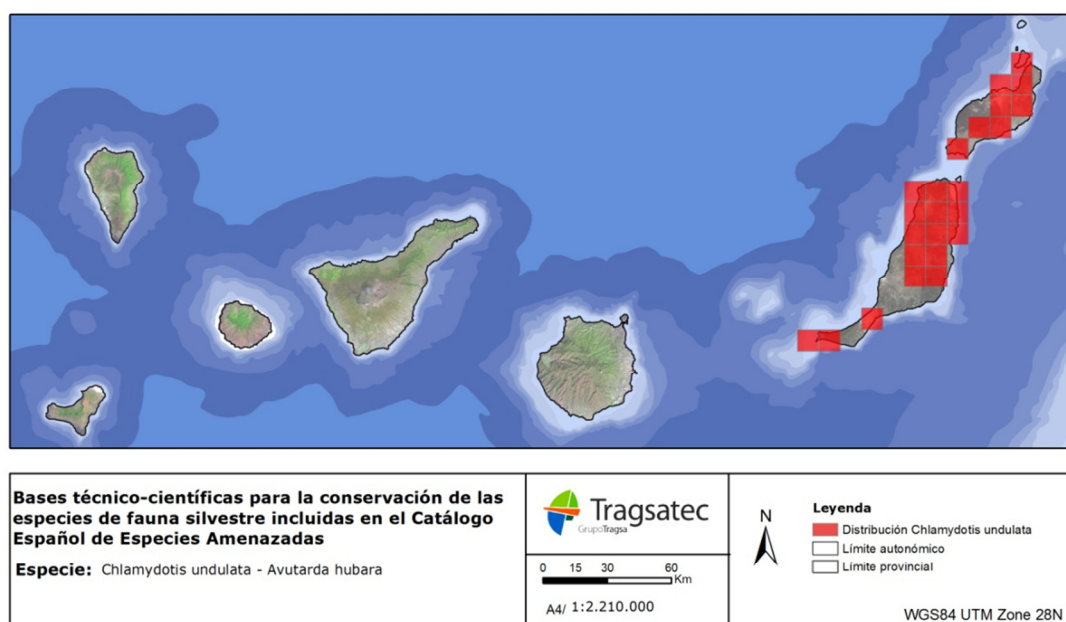 Bases técnico-científicas para la conservación de las
especies de fauna silvestre incluidas en el Catálogo
Español de Especies Amenazadas
Especie: Chlamydotis undulata - Avutarda hubara
Tragsatec
GrupoTragsa
0 15 30 60
Km
A4/ 1:2.210.000
N
Leyenda
Distribución Chlamydotis undulata
Límite autonómico
Límite provincial
WGS84 UTM Zone 28N